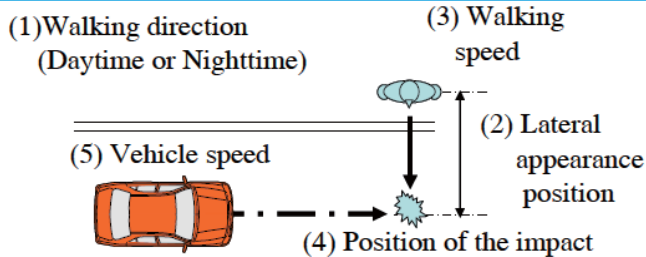 (1)Walking direction
(Daytime or Nighttime)
(3) Walking
speed
(2) Lateral
appearance
position
(5) Vehicle speed
(4) Position of the impact